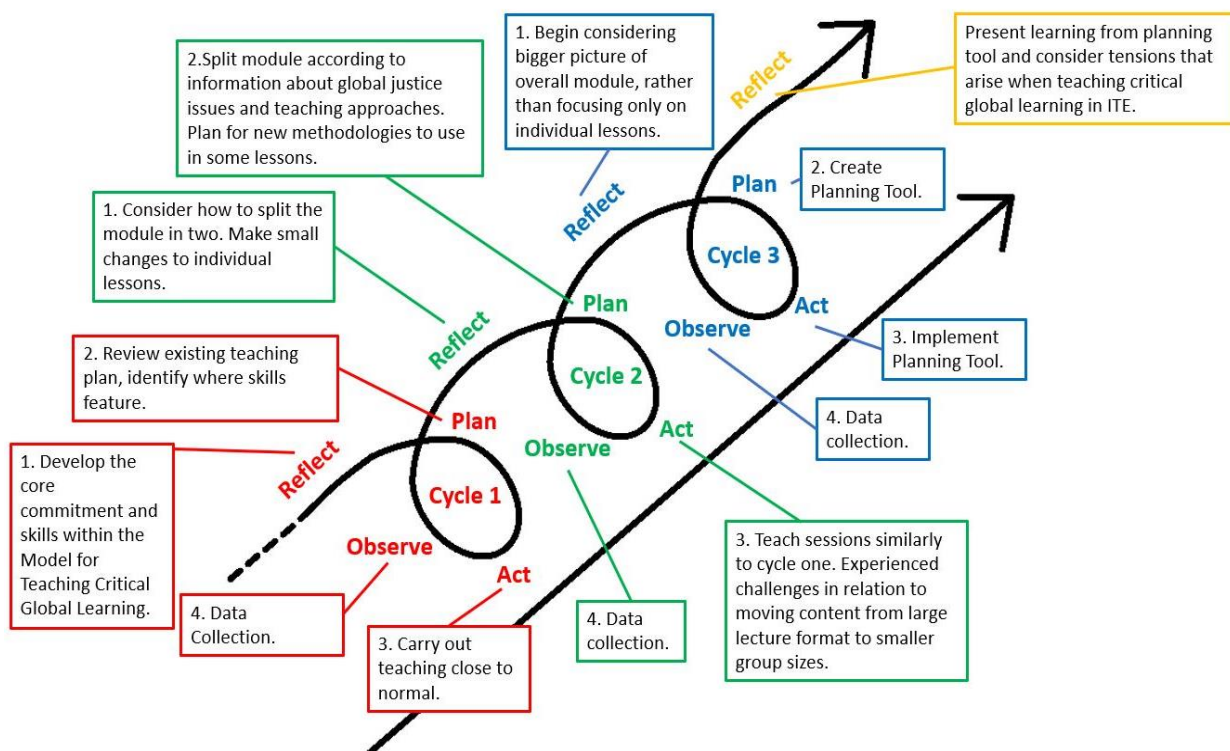 Present learning from planning
tool and consider tensions that
arise when teaching critical
global learning in ITE.
Reflect
1. Begin considering
bigger picture of
overall module, rather
than focusing only on
individual lessons.
Reflect
Plan
2. Create
Planning Tool.
Cycle 3
Act
3. Implement
Planning Tool.
Observe
4. Data
collection.
2.Split module according to
information about global justice
issues and teaching approaches.
Plan for new methodologies to use
in some lessons.
1. Consider how to split the
module in two. Make small
changes to individual
lessons.
Reflect
Plan
Cycle 2
Act
3. Teach sessions similarly
to cycle one. Experienced
challenges in relation to
moving content from large
lecture format to smaller
group sizes.
Observe
4. Data
collection.
2. Review existing teaching
plan, identify where skills
feature.
1. Develop the
core
commitment and
skills within the
Model for
Teaching Critical
Global Learning.
Reflect
Plan
Cycle 1
Act
3. Carry out
teaching close to
normal.
Observe
4. Data
Collection.